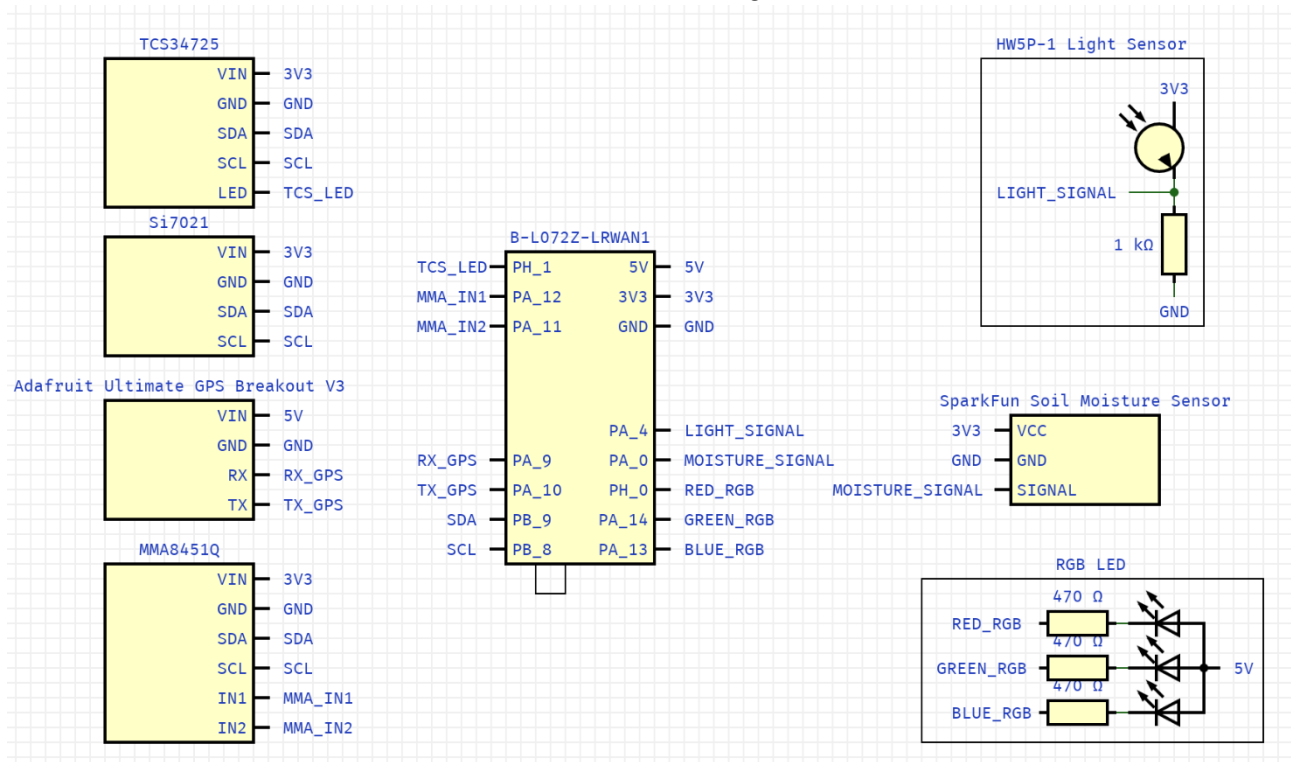 TCS34725
VIN 3V3
GND GND
SDA SDA
SCL SCL
LED TCS_LED
Si7021
VIN 3V3
GND GND
SDA SDA
SCL SCL
Adafruit Ultimate GPS Breakout V3
VIN 5V
GND GND
RX RX_GPS
TX TX_GPS
MMA8451Q
VIN 3V3
GND GND
SDA SDA
SCL SCL
IN1 MMA_IN1
IN2 MMA_IN2
B-L072Z-LRWAN1
TCS_LED PH_1 5V 5V
MMA_IN1 PA_12 3V3 3V3
MMA_IN2 PA_11 GND GND
PA_4 LIGHT_SIGNAL
RX_GPS PA_9 PA_0 MOISTURE_SIGNAL
TX_GPS PA_10 PH_0 RED_RGB
SDA PB_9 PA_14 GREEN_RGB
SCL PB_8 PA_13 BLUE_RGB
HW5P-1 Light Sensor
3V3
LIGHT_SIGNAL
1 kΩ
GND
SparkFun Soil Moisture Sensor
3V3 VCC
GND GND
MOISTURE_SIGNAL SIGNAL
RGB LED
470 Ω
RED_RGB
470 Ω
GREEN_RGB 5V
470 Ω
BLUE_RGB